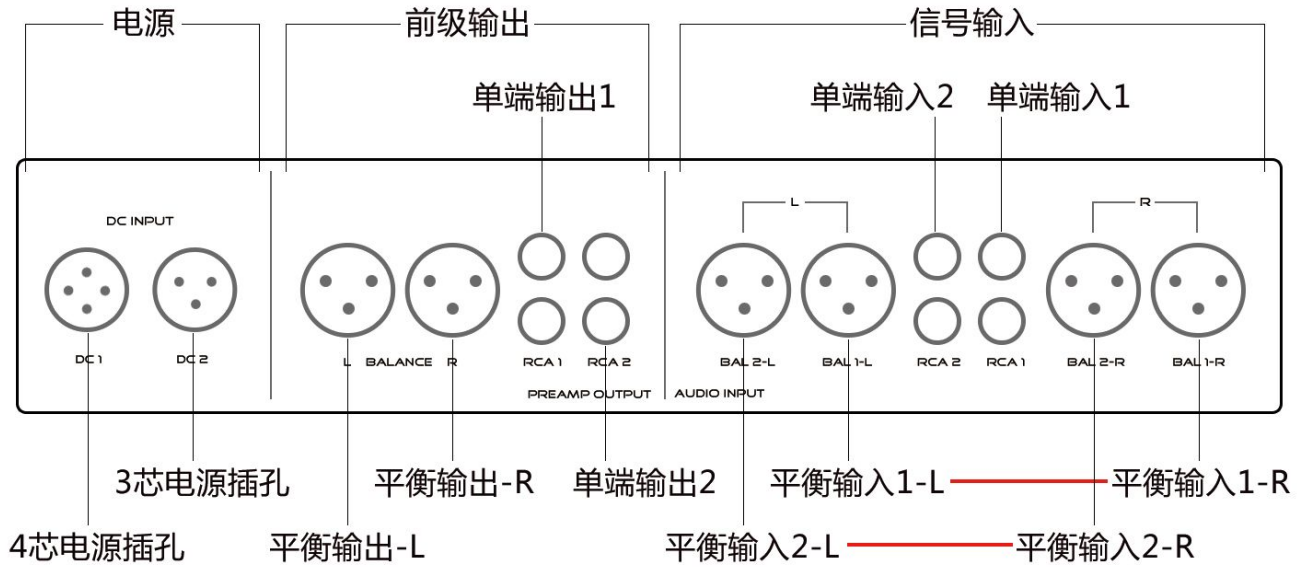 电源 前级输出 信号输入
单端输出1 单端输入2 单端输入1
L R
DC INPUT
DC 1 DC 2 L BALANCE R RCA 1 RCA 2 BAL 2-L BAL 1-L RCA 2 RCA 1 BAL 2-R BAL 1-R
PREAMP OUTPUT AUDIO INPUT
3芯电源插孔 平衡输出-R 单端输出2 平衡输入1-L 平衡输入1-R
4芯电源插孔 平衡输出-L 平衡输入2-L 平衡输入2-R